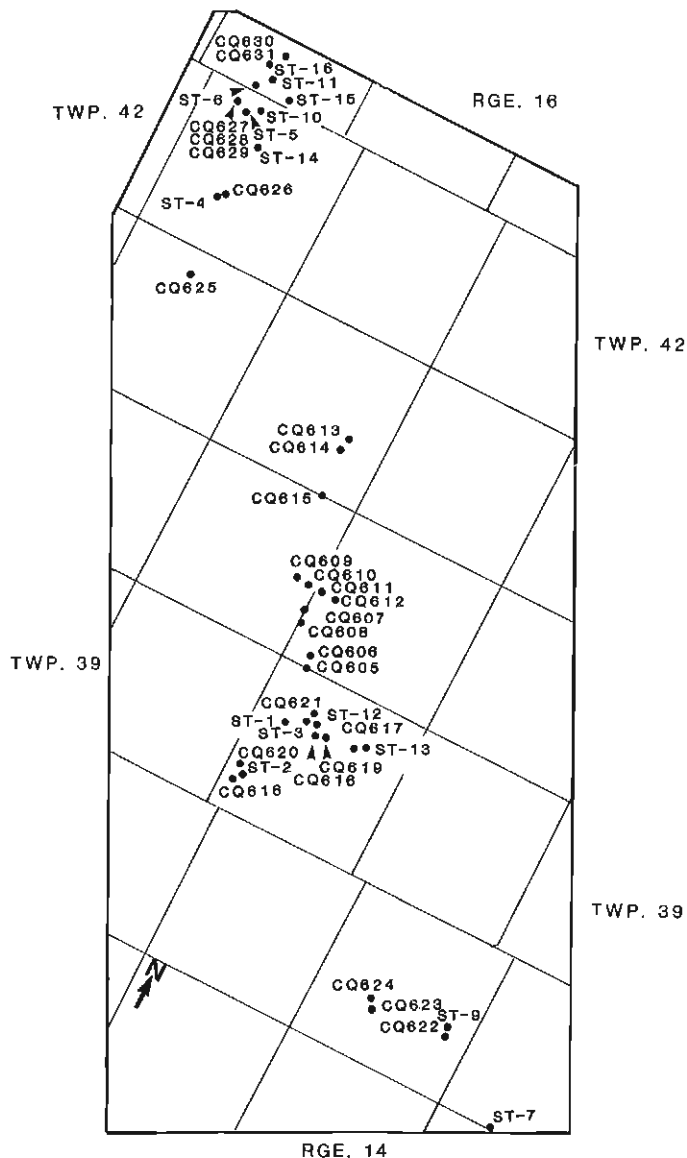 CQ630
CQ631
ST-16
ST-11
RGE. 16
TWP. 42
ST-6
ST-15
ST-10
CQ627
CQ628
CQ629
ST-5
ST-14
ST-4
CQ626
CQ625
TWP. 42
CQ613
CQ614
CQ615
CQ609
CQ610
CQ611
CQ612
CQ607
CQ608
CQ606
CQ605
TWP. 39
CQ621
ST-12
ST-1
CQ617
ST-3
ST-13
CQ620
ST-2
CQ619
CQ616
CQ618
TWP. 39
N
CQ624
CQ623
ST-9
CQ622
ST-7
RGE. 14